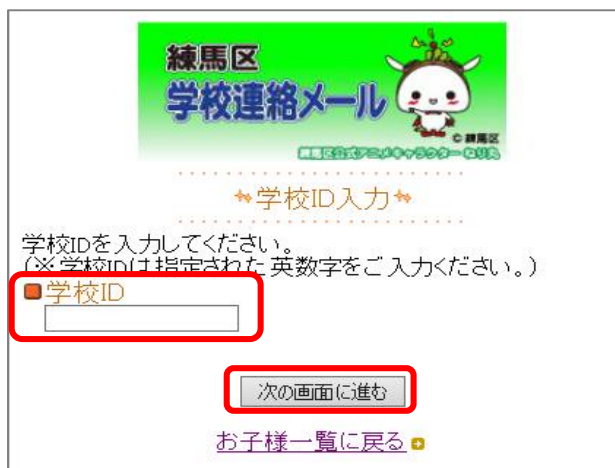 練馬区
学校連絡メール
© 練馬区
練馬区公式アニメキャラクター ねり丸
学校ID入力
学校IDを入力してください。
(※学校IDは指定された英数字をご入力ください。)
学校ID
次の画面に進む
お子様一覧に戻る